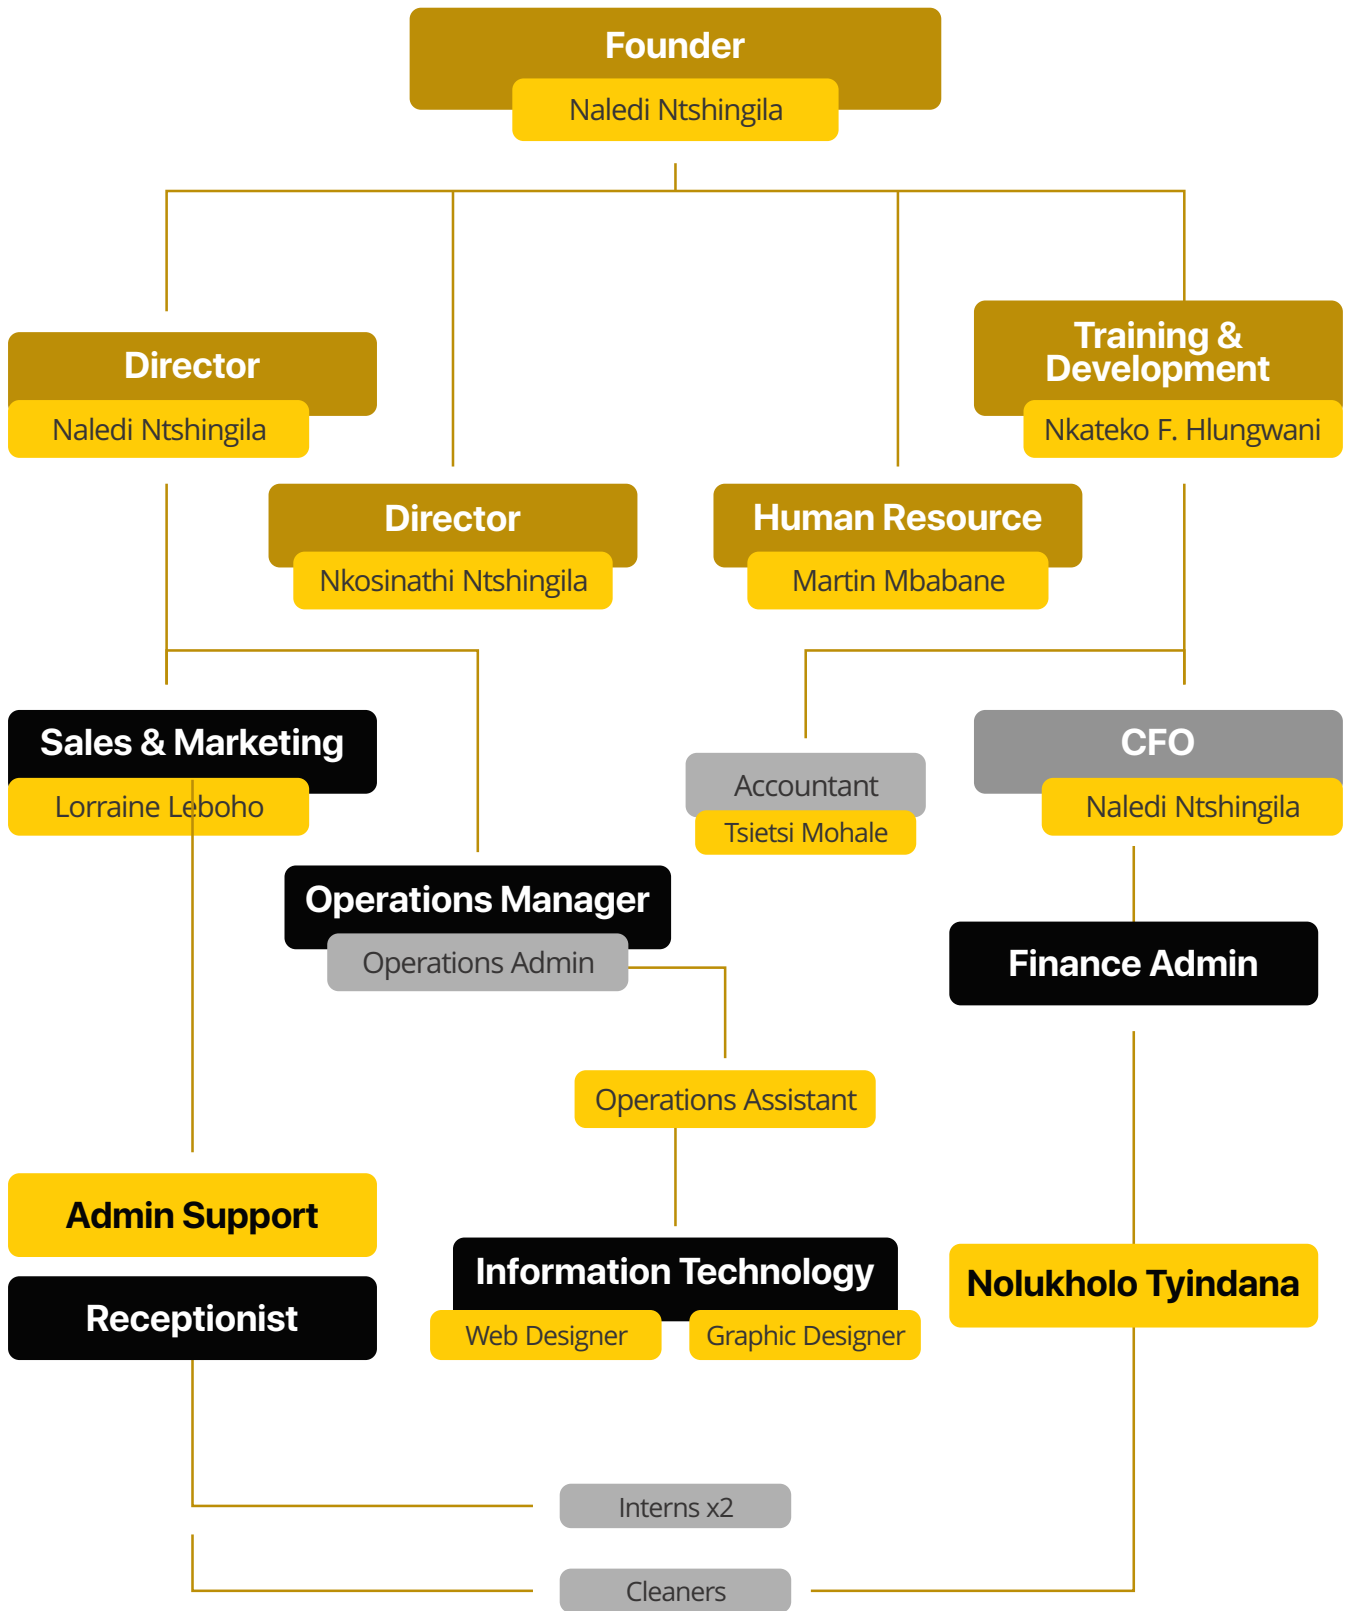 Founder
Naledi Ntshingila
Director
Naledi Ntshingila
Training &
Development
Nkateko F. Hlungwani
Director
Nkosinathi Ntshingila
Human Resource
Martin Mbabane
Sales & Marketing
Lorraine Leboho
Accountant
Tsietsi Mohale
CFO
Naledi Ntshingila
Operations Manager
Operations Admin
Finance Admin
Operations Assistant
Admin Support
Receptionist
Information Technology
Web Designer
Graphic Designer
Nolukholo Tyindana
Interns x2
Cleaners